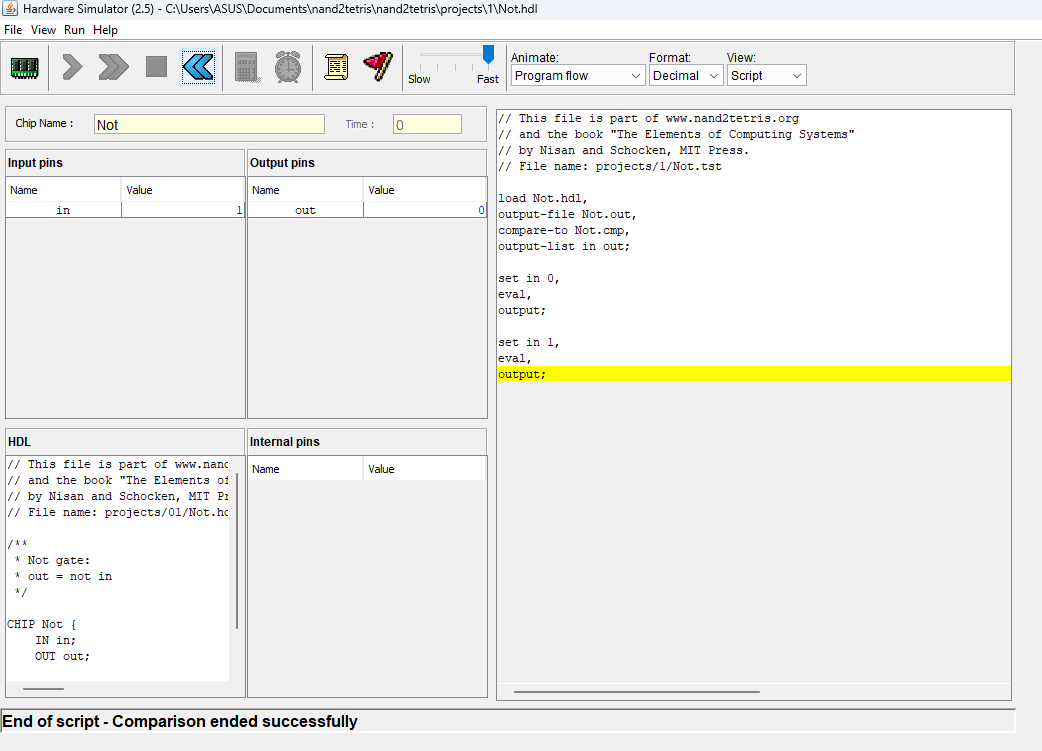 Hardware Simulator (2.5) - C:\Users\ASUS\Documents\nand2tetris\nand2tetris\projects\1\Not.hdl
File View Run Help
Slow Fast
Animate: Format: View:
Program flow Decimal Script
Chip Name : Not Time : 0
Input pins
Name Value
in 1
Output pins
Name Value
out 0
// This file is part of www.nand2tetris.org
// and the book "The Elements of Computing Systems"
// by Nisan and Schocken, MIT Press.
// File name: projects/1/Not.tst
load Not.hdl,
output-file Not.out,
compare-to Not.cmp,
output-list in out;
set in 0,
eval,
output;
set in 1,
eval,
output;
HDL
// This file is part of www.nand
// and the book "The Elements of
// by Nisan and Schocken, MIT Pr
// File name: projects/01/Not.hd
/**
* Not gate:
* out = not in
*/
CHIP Not {
IN in;
OUT out;
Internal pins
Name Value
End of script - Comparison ended successfully